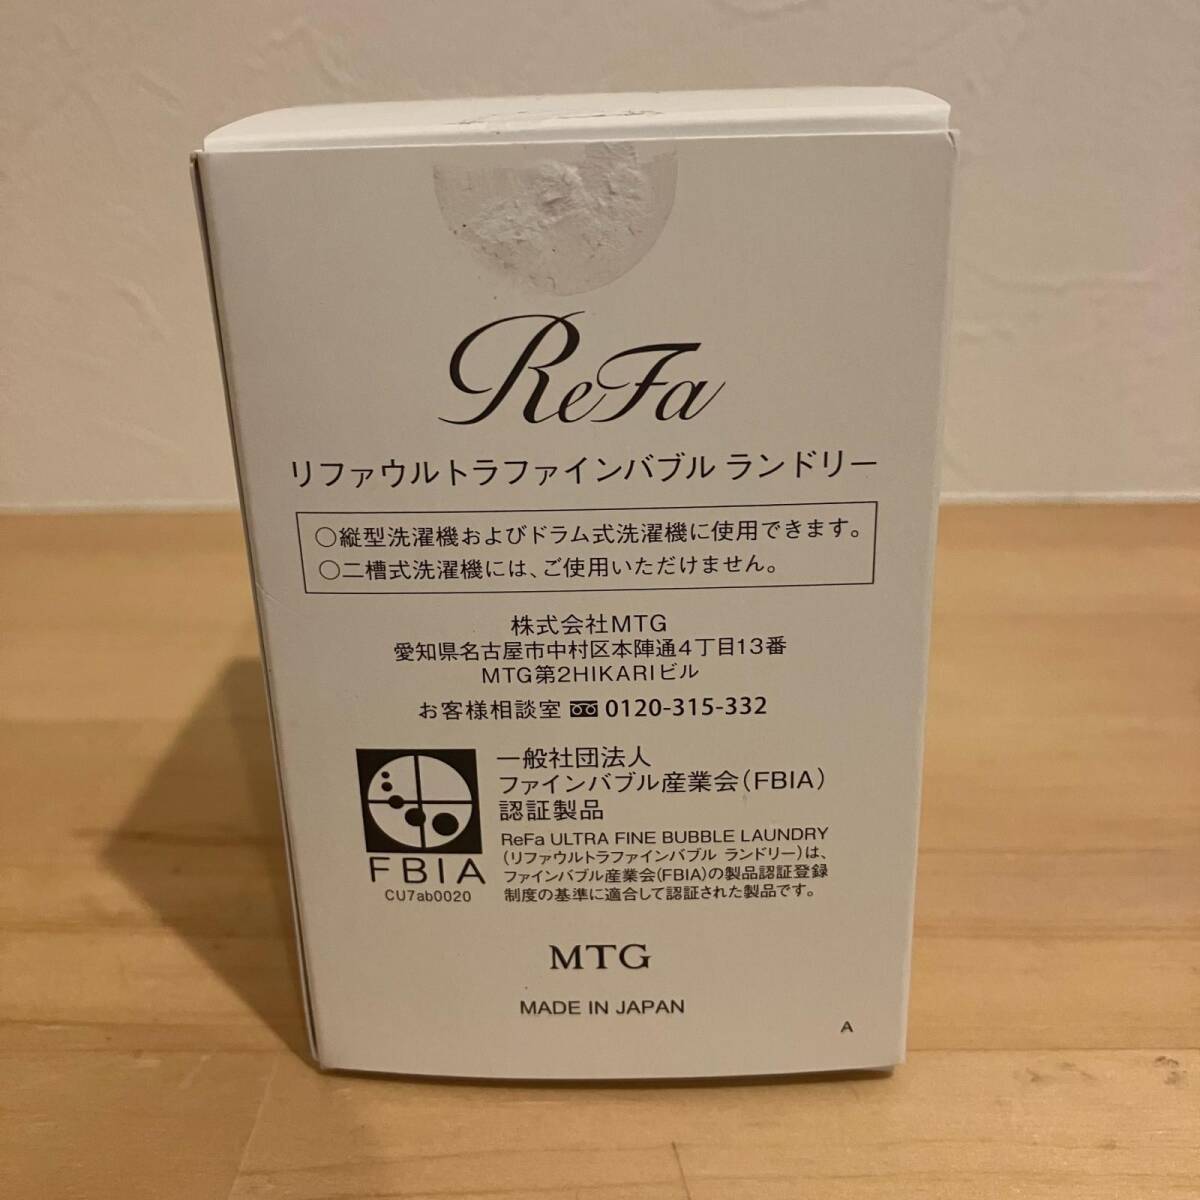 ReFa
リファウルトラファインバブル ランドリー
○縦型洗濯機およびドラム式洗濯機に使用できます。
○二槽式洗濯機には、ご使用いただけません。
株式会社MTG
愛知県名古屋市中村区本陣通4丁目13番
MTG第2HIKARIビル
お客様相談室 0120-315-332
一般社団法人
ファインバブル産業会(FBIA)
認証製品
ReFa ULTRA FINE BUBBLE LAUNDRY
(リファウルトラファインバブル ランドリー)は、
ファインバブル産業会(FBIA)の製品認証登録
制度の基準に適合して認証された製品です。
FBIA
CU7ab0020
MTG
MADE IN JAPAN
A